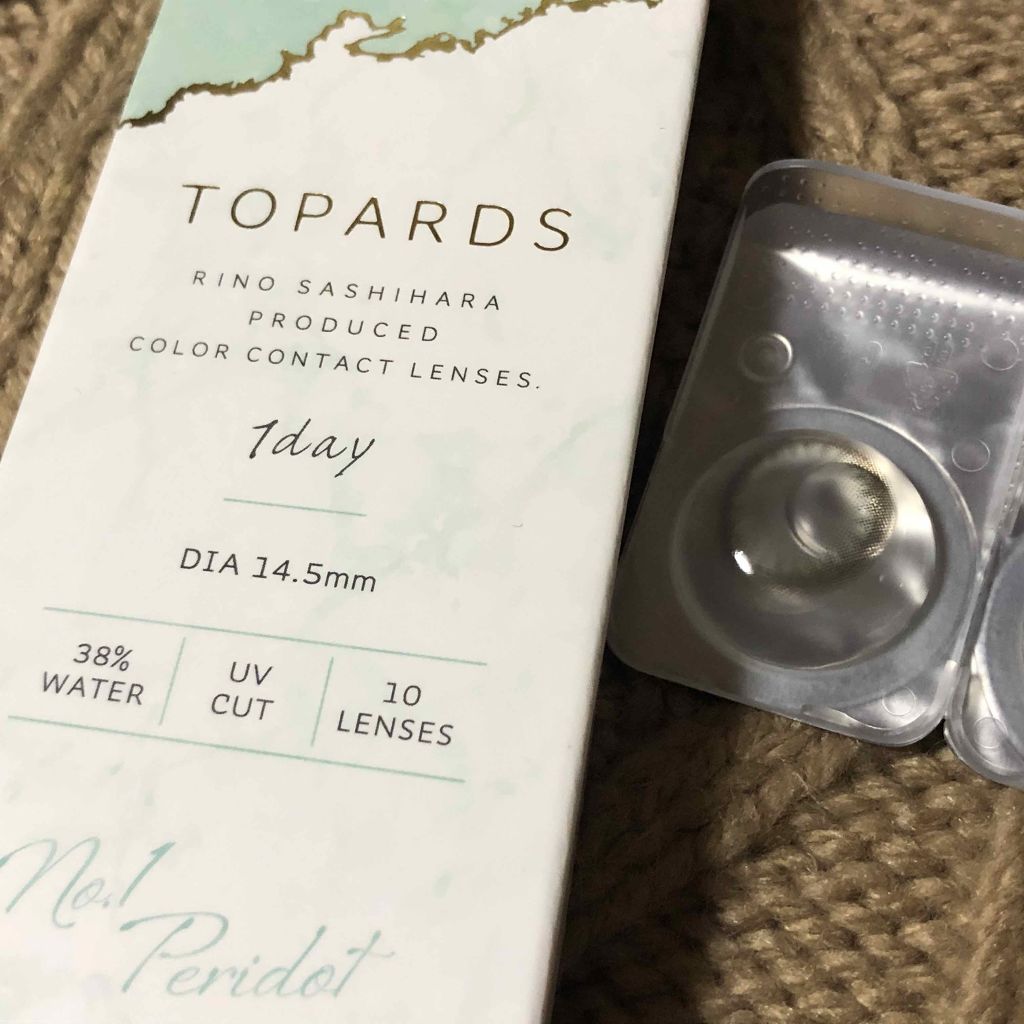 TOPARDS
RINO SASHIHARA
PRODUCED
COLOR CONTACT LENSES.
1day
DIA 14.5mm
38%
WATER
UV
CUT
10
LENSES
No.1
Peridot